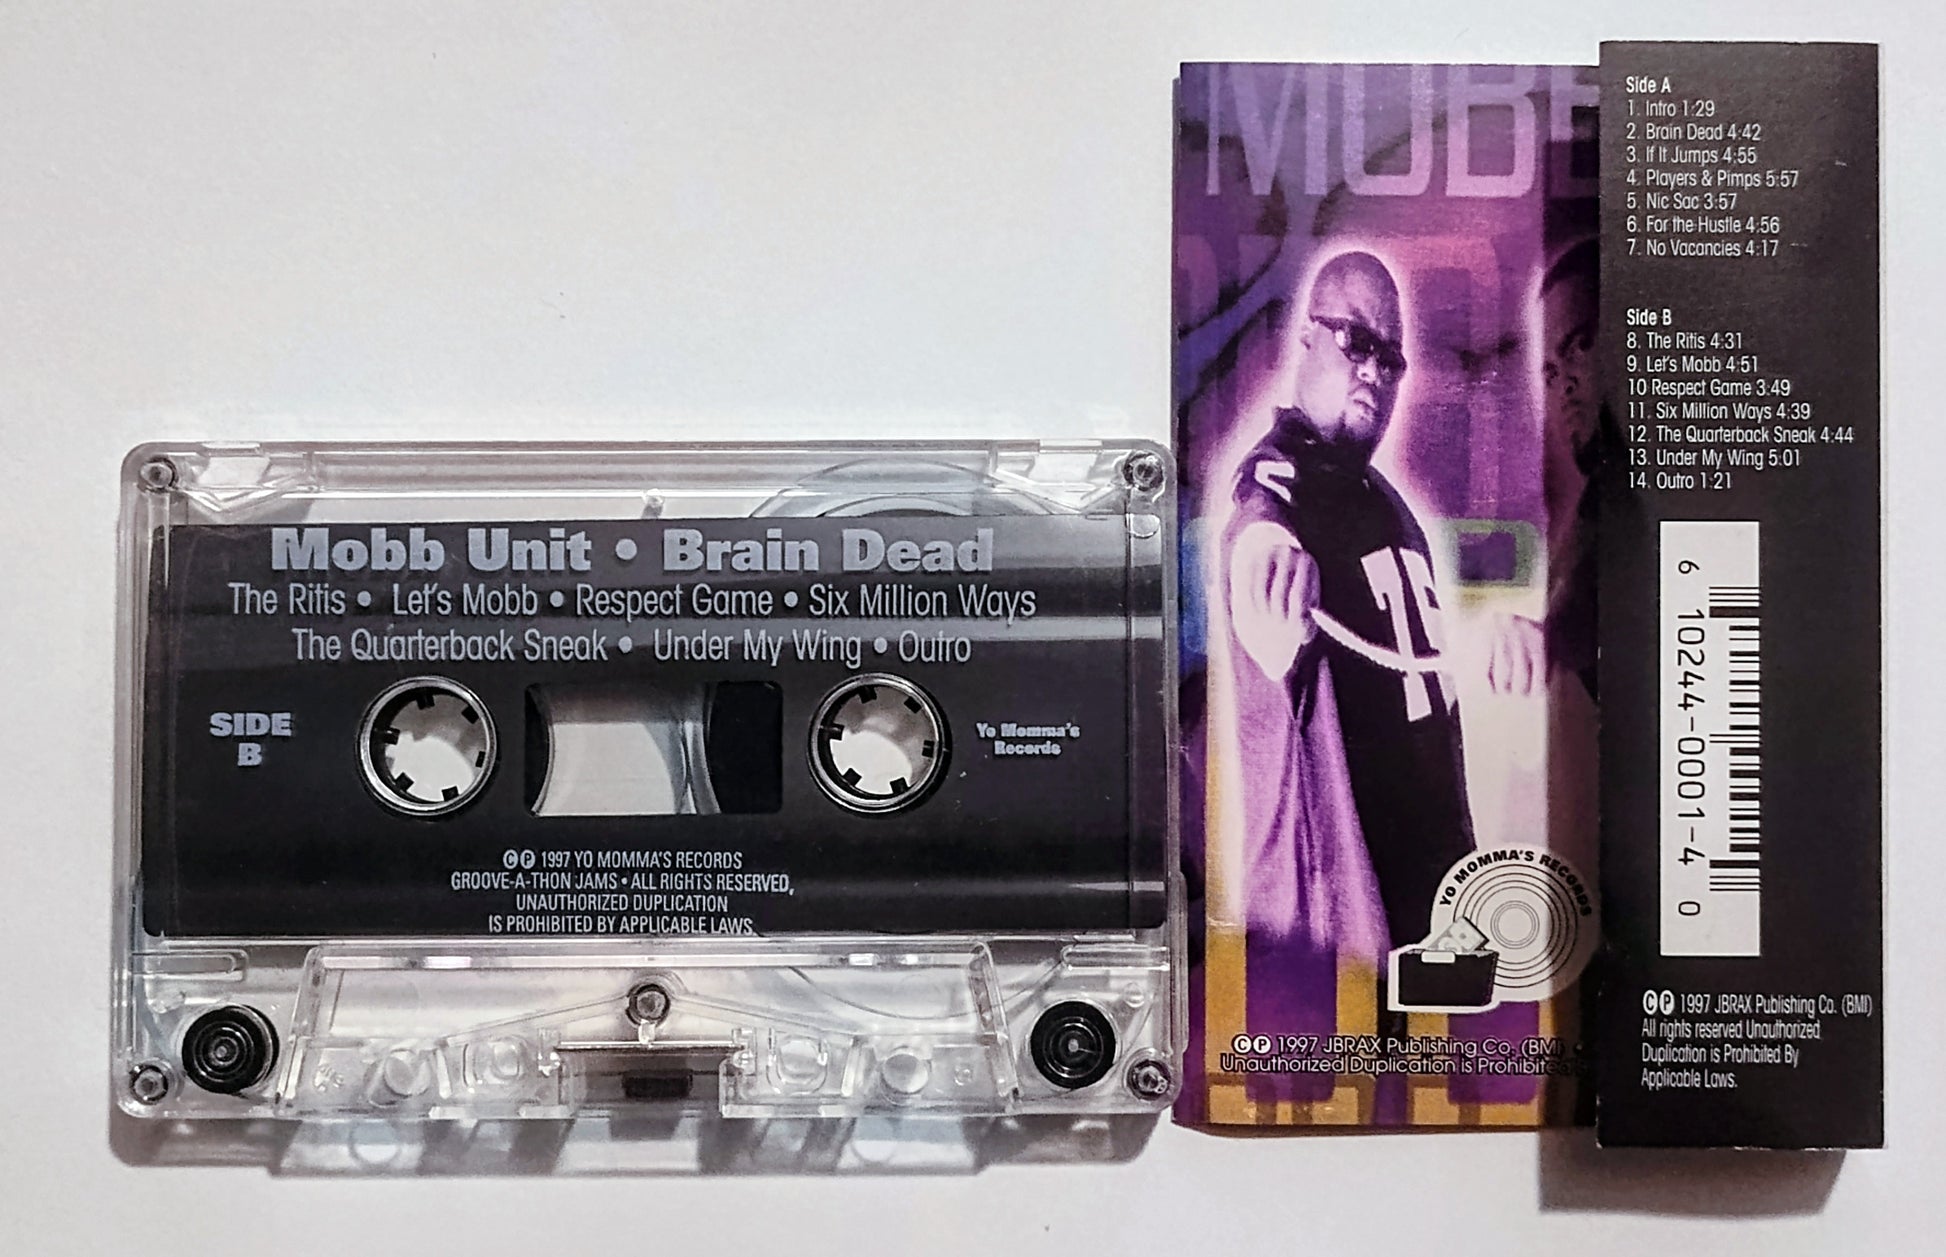 Mobb Unit • Brain Dead
The Ritis • Let's Mobb • Respect Game • Six Million Ways
The Quarterback Sneak • Under My Wing • Outro
SIDE
B
Yo Momma's
Records
©℗ 1997 YO MOMMA'S RECORDS
GROOVE-A-THON JAMS • ALL RIGHTS RESERVED,
UNAUTHORIZED DUPLICATION
IS PROHIBITED BY APPLICABLE LAWS.
MOBB
75
YO MOMMA'S RECORDS
©℗ 1997 JBRAX Publishing Co. (BMI)
Unauthorized Duplication is Prohibited
Side A
1. Intro 1:29
2. Brain Dead 4:42
3. If It Jumps 4:55
4. Players & Pimps 5:57
5. Nic Sac 3:57
6. For the Hustle 4:56
7. No Vacancies 4:17
Side B
8. The Ritis 4:31
9. Let's Mobb 4:51
10 Respect Game 3:49
11. Six Million Ways 4:39
12. The Quarterback Sneak 4:44
13. Under My Wing 5:01
14. Outro 1:21
6 10244-0001-4 0
©℗ 1997 JBRAX Publishing Co. (BMI)
All rights reserved Unauthorized
Duplication is Prohibited By
Applicable Laws.